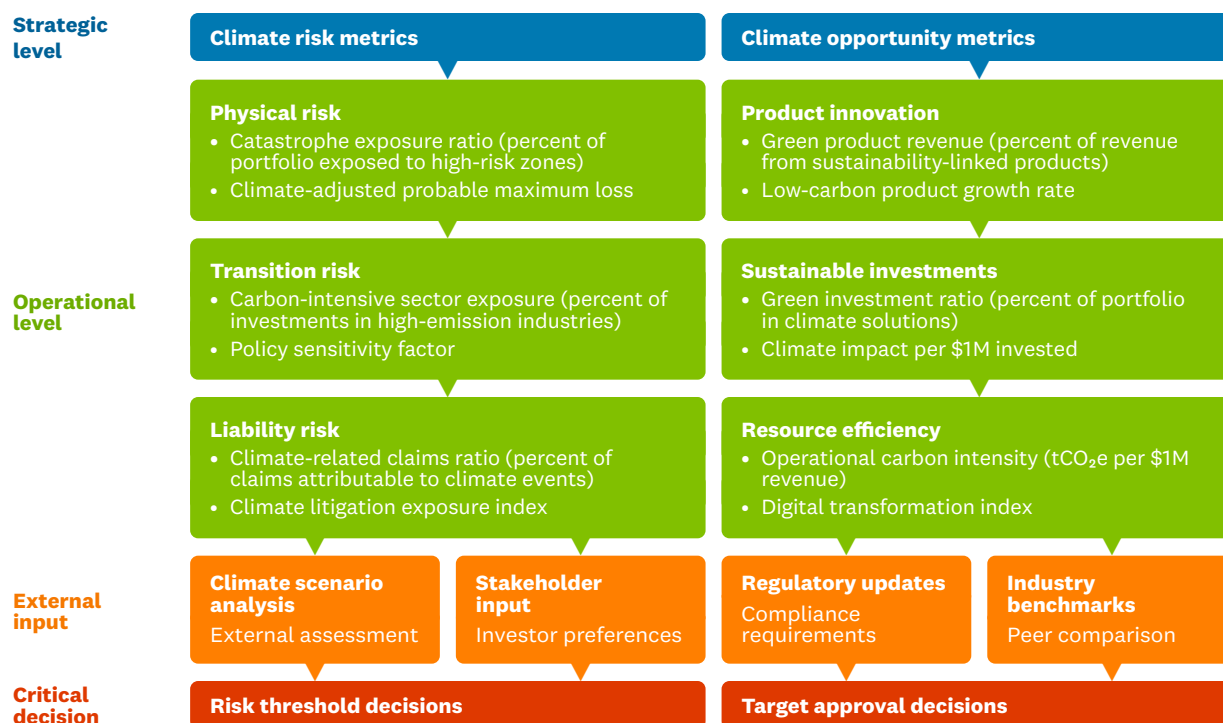 Strategic
level
Climate risk metrics
Climate opportunity metrics
Physical risk
• Catastrophe exposure ratio (percent of
portfolio exposed to high-risk zones)
• Climate-adjusted probable maximum loss
Product innovation
• Green product revenue (percent of revenue
from sustainability-linked products)
• Low-carbon product growth rate
Operational
level
Transition risk
• Carbon-intensive sector exposure (percent of
investments in high-emission industries)
• Policy sensitivity factor
Sustainable investments
• Green investment ratio (percent of portfolio
in climate solutions)
• Climate impact per $1M invested
Liability risk
• Climate-related claims ratio (percent of
claims attributable to climate events)
• Climate litigation exposure index
Resource efficiency
• Operational carbon intensity (tCO₂e per $1M
revenue)
• Digital transformation index
External
input
Climate scenario
analysis
External assessment
Stakeholder
input
Investor preferences
Regulatory updates
Compliance
requirements
Industry
benchmarks
Peer comparison
Critical
decision
Risk threshold decisions
Target approval decisions